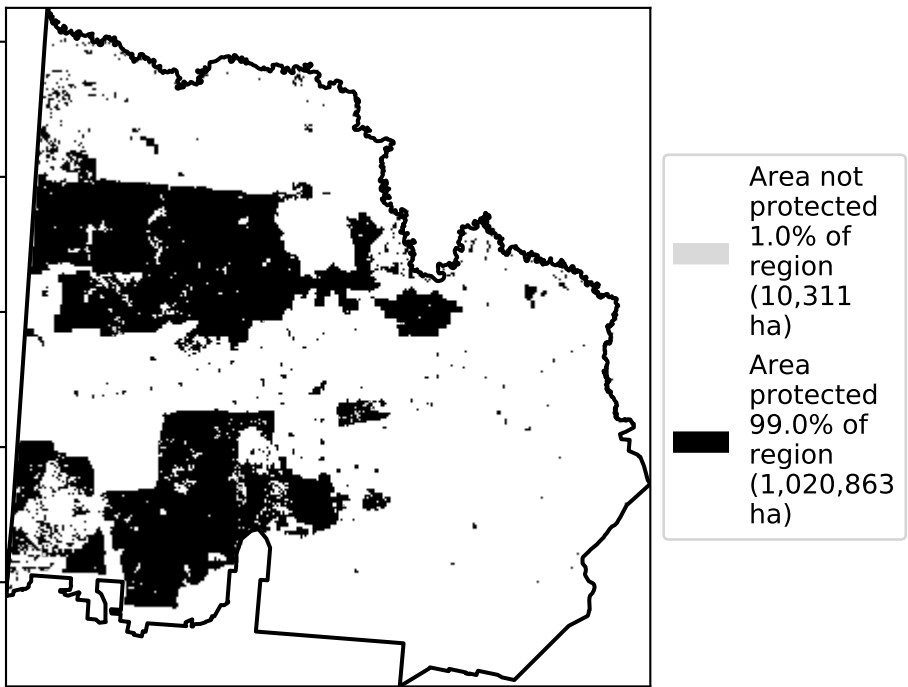 Area not
protected
1.0% of
region
(10,311
ha)
Area
protected
99.0% of
region
(1,020,863
ha)